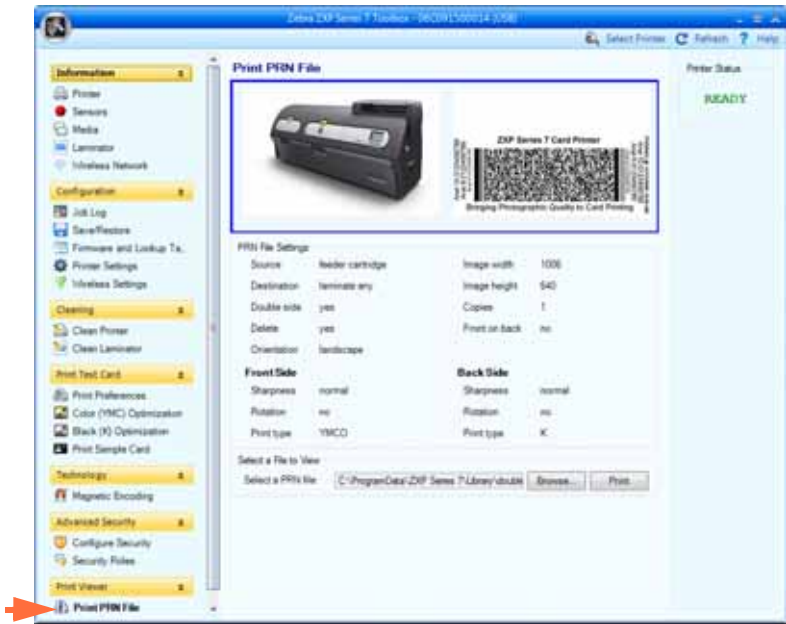 Zebra ZXP Series 7 Toolbox - 06C091500014 (USB)
Select Printer Refresh ? Help
Information
Printer
Sensors
Media
Laminator
Wireless Network
Configuration
Job Log
Save/Restore
Firmware and Lookup Ta..
Printer Settings
Wireless Settings
Cleaning
Clean Printer
Clean Laminator
Print Test Card
Print Preferences
Color (YMC) Optimization
Black (K) Optimization
Print Sample Card
Technology
Magnetic Encoding
Advanced Security
Configure Security
Security Roles
Print Viewer
Print PRN File
Print PRN File
ZXP Series 7 Card Printer
Bringing Photographic Quality to Card Printing
PRN File Settings
Source feeder cartridge Image width 1006
Destination laminate any Image height 640
Double side yes Copies 1
Delete yes Front on back no
Orientation landscape
Front Side Back Side
Sharpness normal Sharpness normal
Rotation no Rotation no
Print type YMCO Print type K
Select a File to View
Select a PRN file C:\ProgramData\ZXP Series 7\Library\double Browse... Print
Printer Status
READY